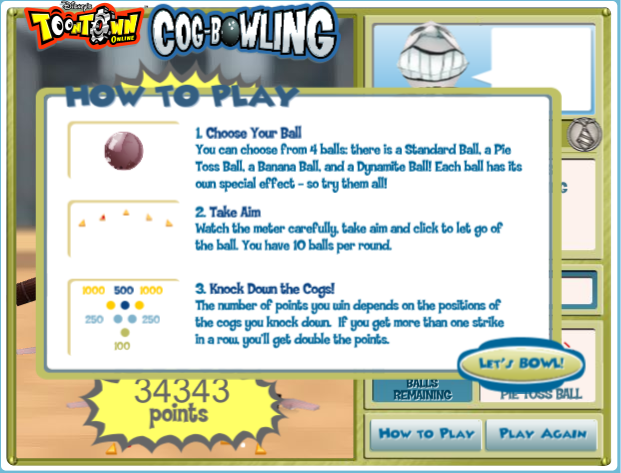 Disney's
TOONTOWN
ONLINE
COG-BOWLING
HOW TO PLAY
1. Choose Your Ball
You can choose from 4 balls: there is a Standard Ball, a Pie
Toss Ball, a Banana Ball, and a Dynamite Ball! Each ball has its
own special effect - so try them all!
2. Take Aim
Watch the meter carefully, take aim and click to let go of
the ball. You have 10 balls per round.
1000 500 1000
250 250
100
3. Knock Down the Cogs!
The number of points you win depends on the positions of
the cogs you knock down. If you get more than one strike
in a row, you'll get double the points.
LET'S BOWL!
34343
points
BALLS
REMAINING
PIE TOSS BALL
HOW TO PLAY
PLAY AGAIN